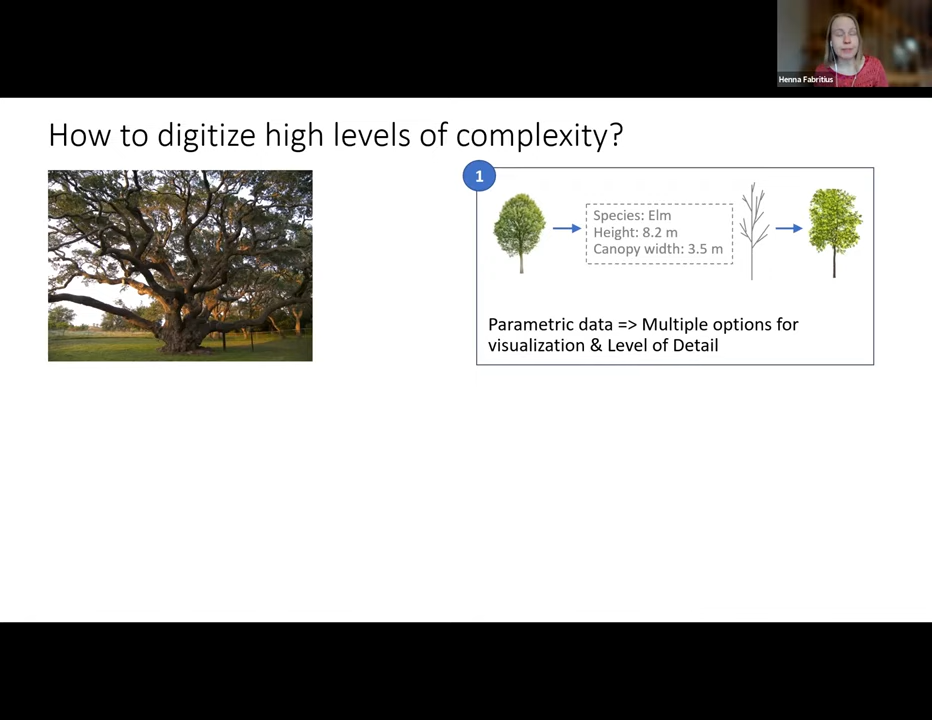 Henna Fabritius
How to digitize high levels of complexity?
1
Species: Elm
Height: 8.2 m
Canopy width: 3.5 m
Parametric data => Multiple options for
visualization & Level of Detail